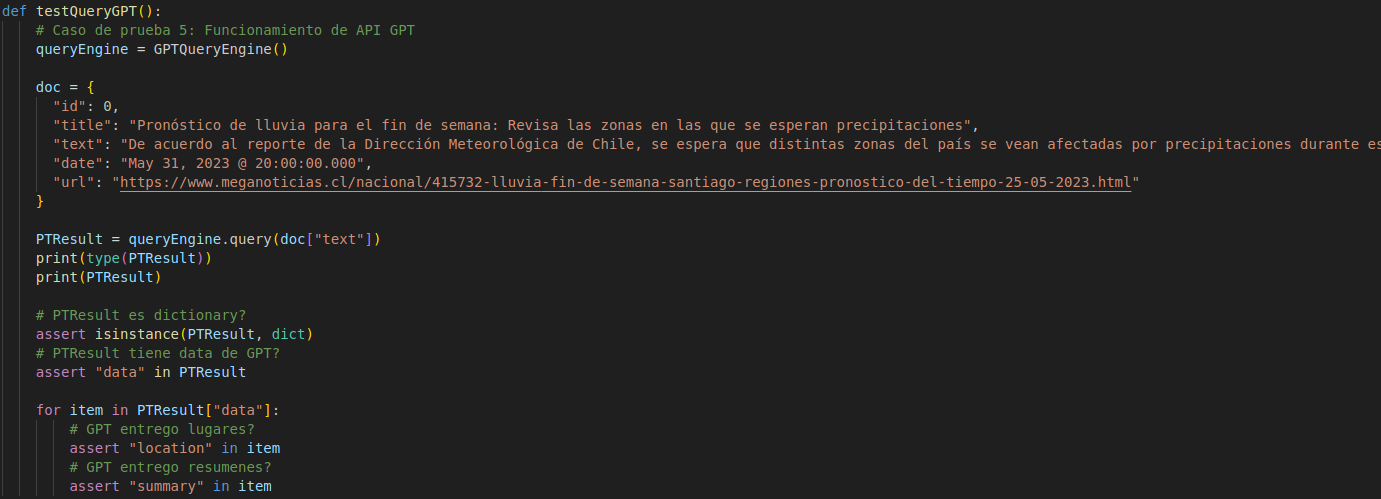 def testQueryGPT():
# Caso de prueba 5: Funcionamiento de API GPT
queryEngine = GPTQueryEngine()
doc = {
"id": 0,
"title": "Pronóstico de lluvia para el fin de semana: Revisa las zonas en las que se esperan precipitaciones",
"text": "De acuerdo al reporte de la Dirección Meteorológica de Chile, se espera que distintas zonas del país se vean afectadas por precipitaciones durante es
"date": "May 31, 2023 @ 20:00:00.000",
"url": "https://www.meganoticias.cl/nacional/415732-lluvia-fin-de-semana-santiago-regiones-pronostico-del-tiempo-25-05-2023.html"
}
PTResult = queryEngine.query(doc["text"])
print(type(PTResult))
print(PTResult)
# PTResult es dictionary?
assert isinstance(PTResult, dict)
# PTResult tiene data de GPT?
assert "data" in PTResult
for item in PTResult["data"]:
# GPT entrego lugares?
assert "location" in item
# GPT entrego resumenes?
assert "summary" in item